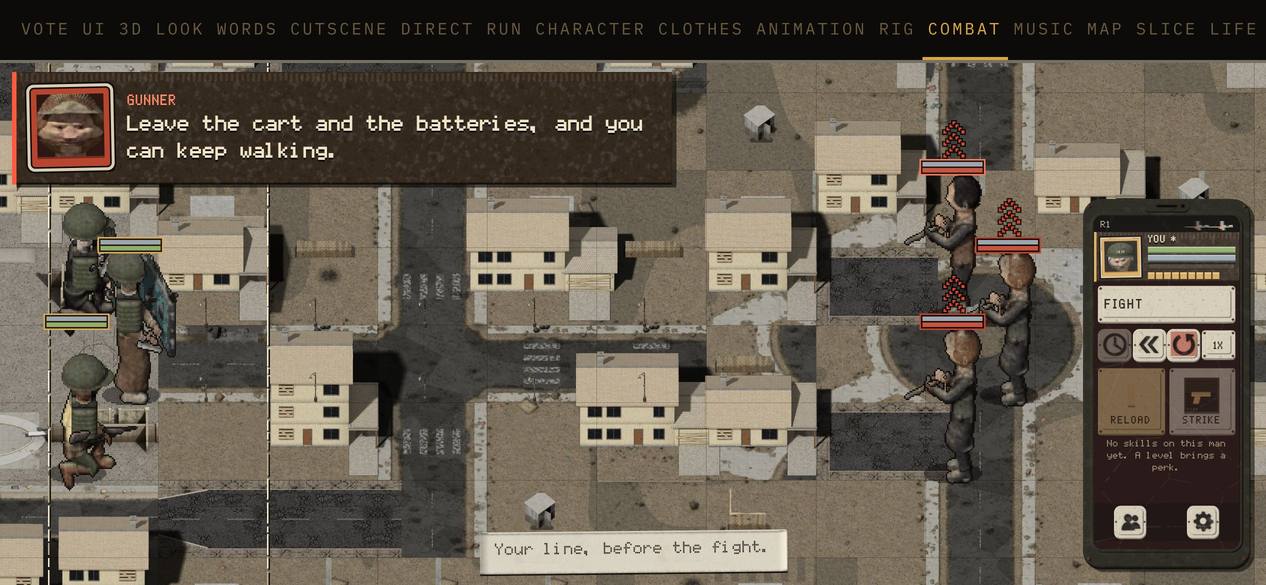 VOTE UI 3D LOOK WORDS CUTSCENE DIRECT RUN CHARACTER CLOTHES ANIMATION RIG COMBAT MUSIC MAP SLICE LIFE
GUNNER
Leave the cart and the batteries, and you
can keep walking.
R1
YOU *
FIGHT
1X
RELOAD
STRIKE
No skills on this man
yet. A level brings a
perk.
Your line, before the fight.